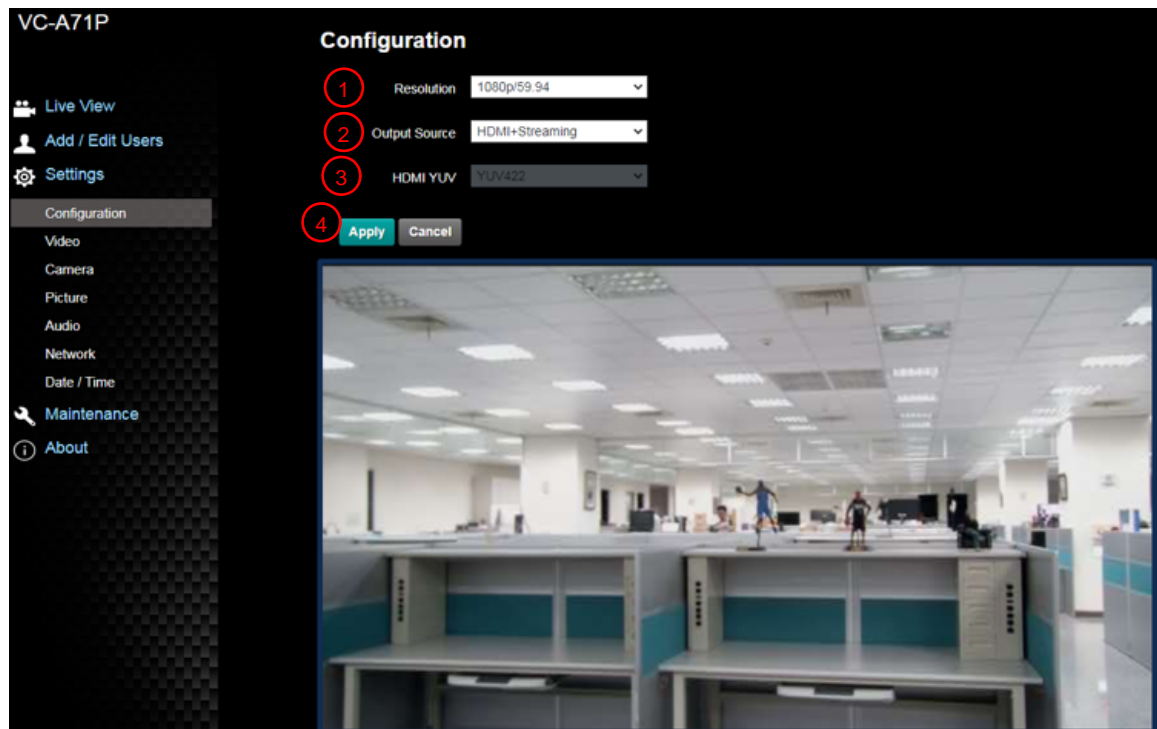 VC-A71P
Live View
Add / Edit Users
Settings
Configuration
Video
Camera
Picture
Audio
Network
Date / Time
Maintenance
About
Configuration
1 Resolution 1080p/59.94
2 Output Source HDMI+Streaming
3 HDMI YUV YUV422
4 Apply Cancel